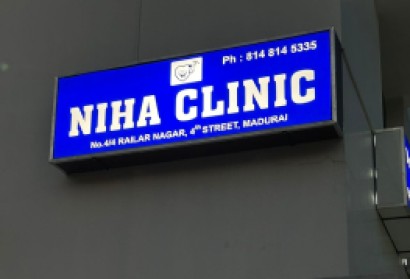 Ph : 814 814 5335
NIHA CLINIC
No.4/4 RAILAR NAGAR, 4th STREET, MADURAI